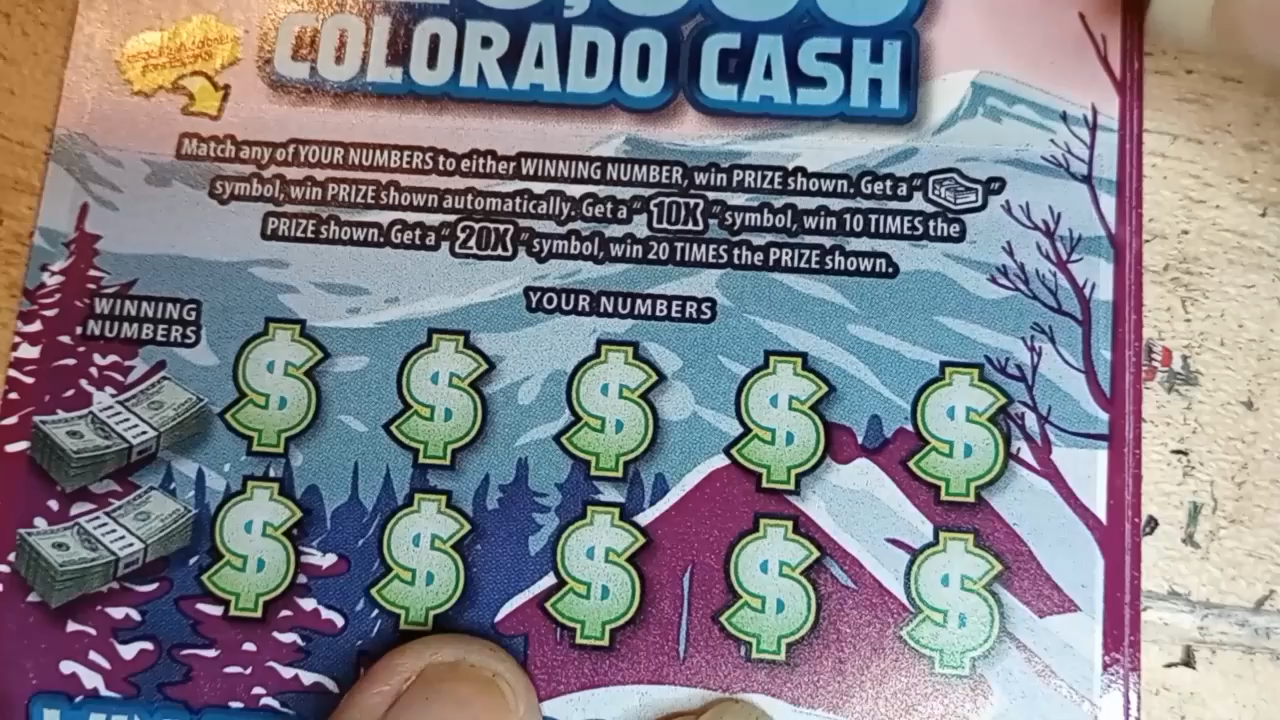 COLORADO CASH
Match any of YOUR NUMBERS to either WINNING NUMBER, win PRIZE shown. Get a " "
symbol, win PRIZE shown automatically. Get a " 10X " symbol, win 10 TIMES the
PRIZE shown. Get a " 20X " symbol, win 20 TIMES the PRIZE shown.
WINNING
NUMBERS
YOUR NUMBERS
$ $ $ $ $
$ $ $ $ $